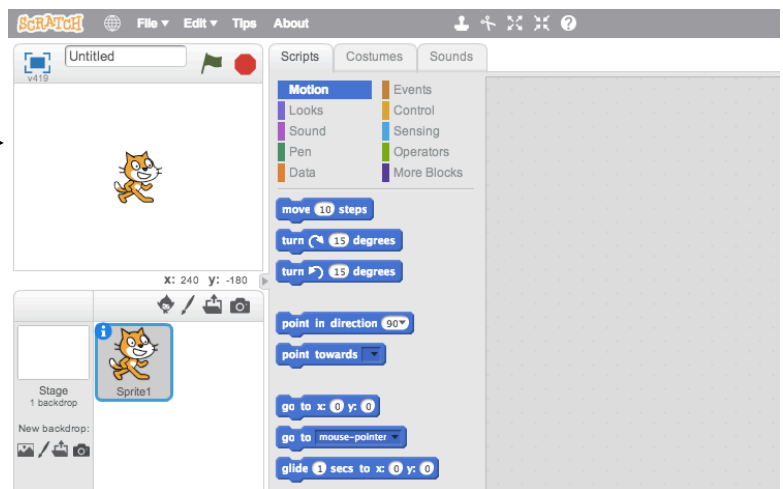 SCRATCH File Edit Tips About
Untitled
v419
Scripts Costumes Sounds
Motion Events
Looks Control
Sound Sensing
Pen Operators
Data More Blocks
move 10 steps
turn 15 degrees
turn 15 degrees
point in direction 90
point towards
go to x: 0 y: 0
go to mouse-pointer
glide 1 secs to x: 0 y: 0
X: 240 y: -180
Stage
1 backdrop
New backdrop:
Sprite1